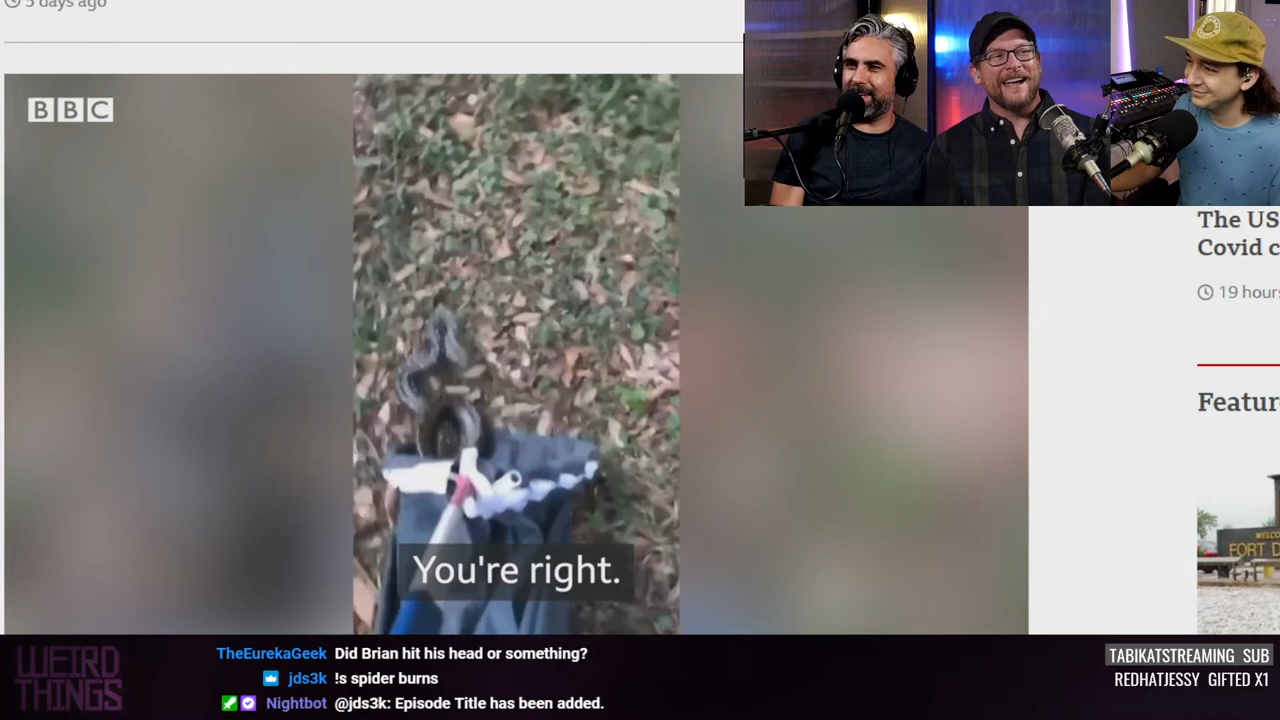 5 days ago
BBC
The US
Covid c
19 hours
Featur
WELC
FORT D
You're right.
WEIRD
THINGS
TheEurekaGeek Did Brian hit his head or something?
jds3k !s spider burns
Nightbot @jds3k: Episode Title has been added.
TABIKATSTREAMING SUB
REDHATJESSY GIFTED X1